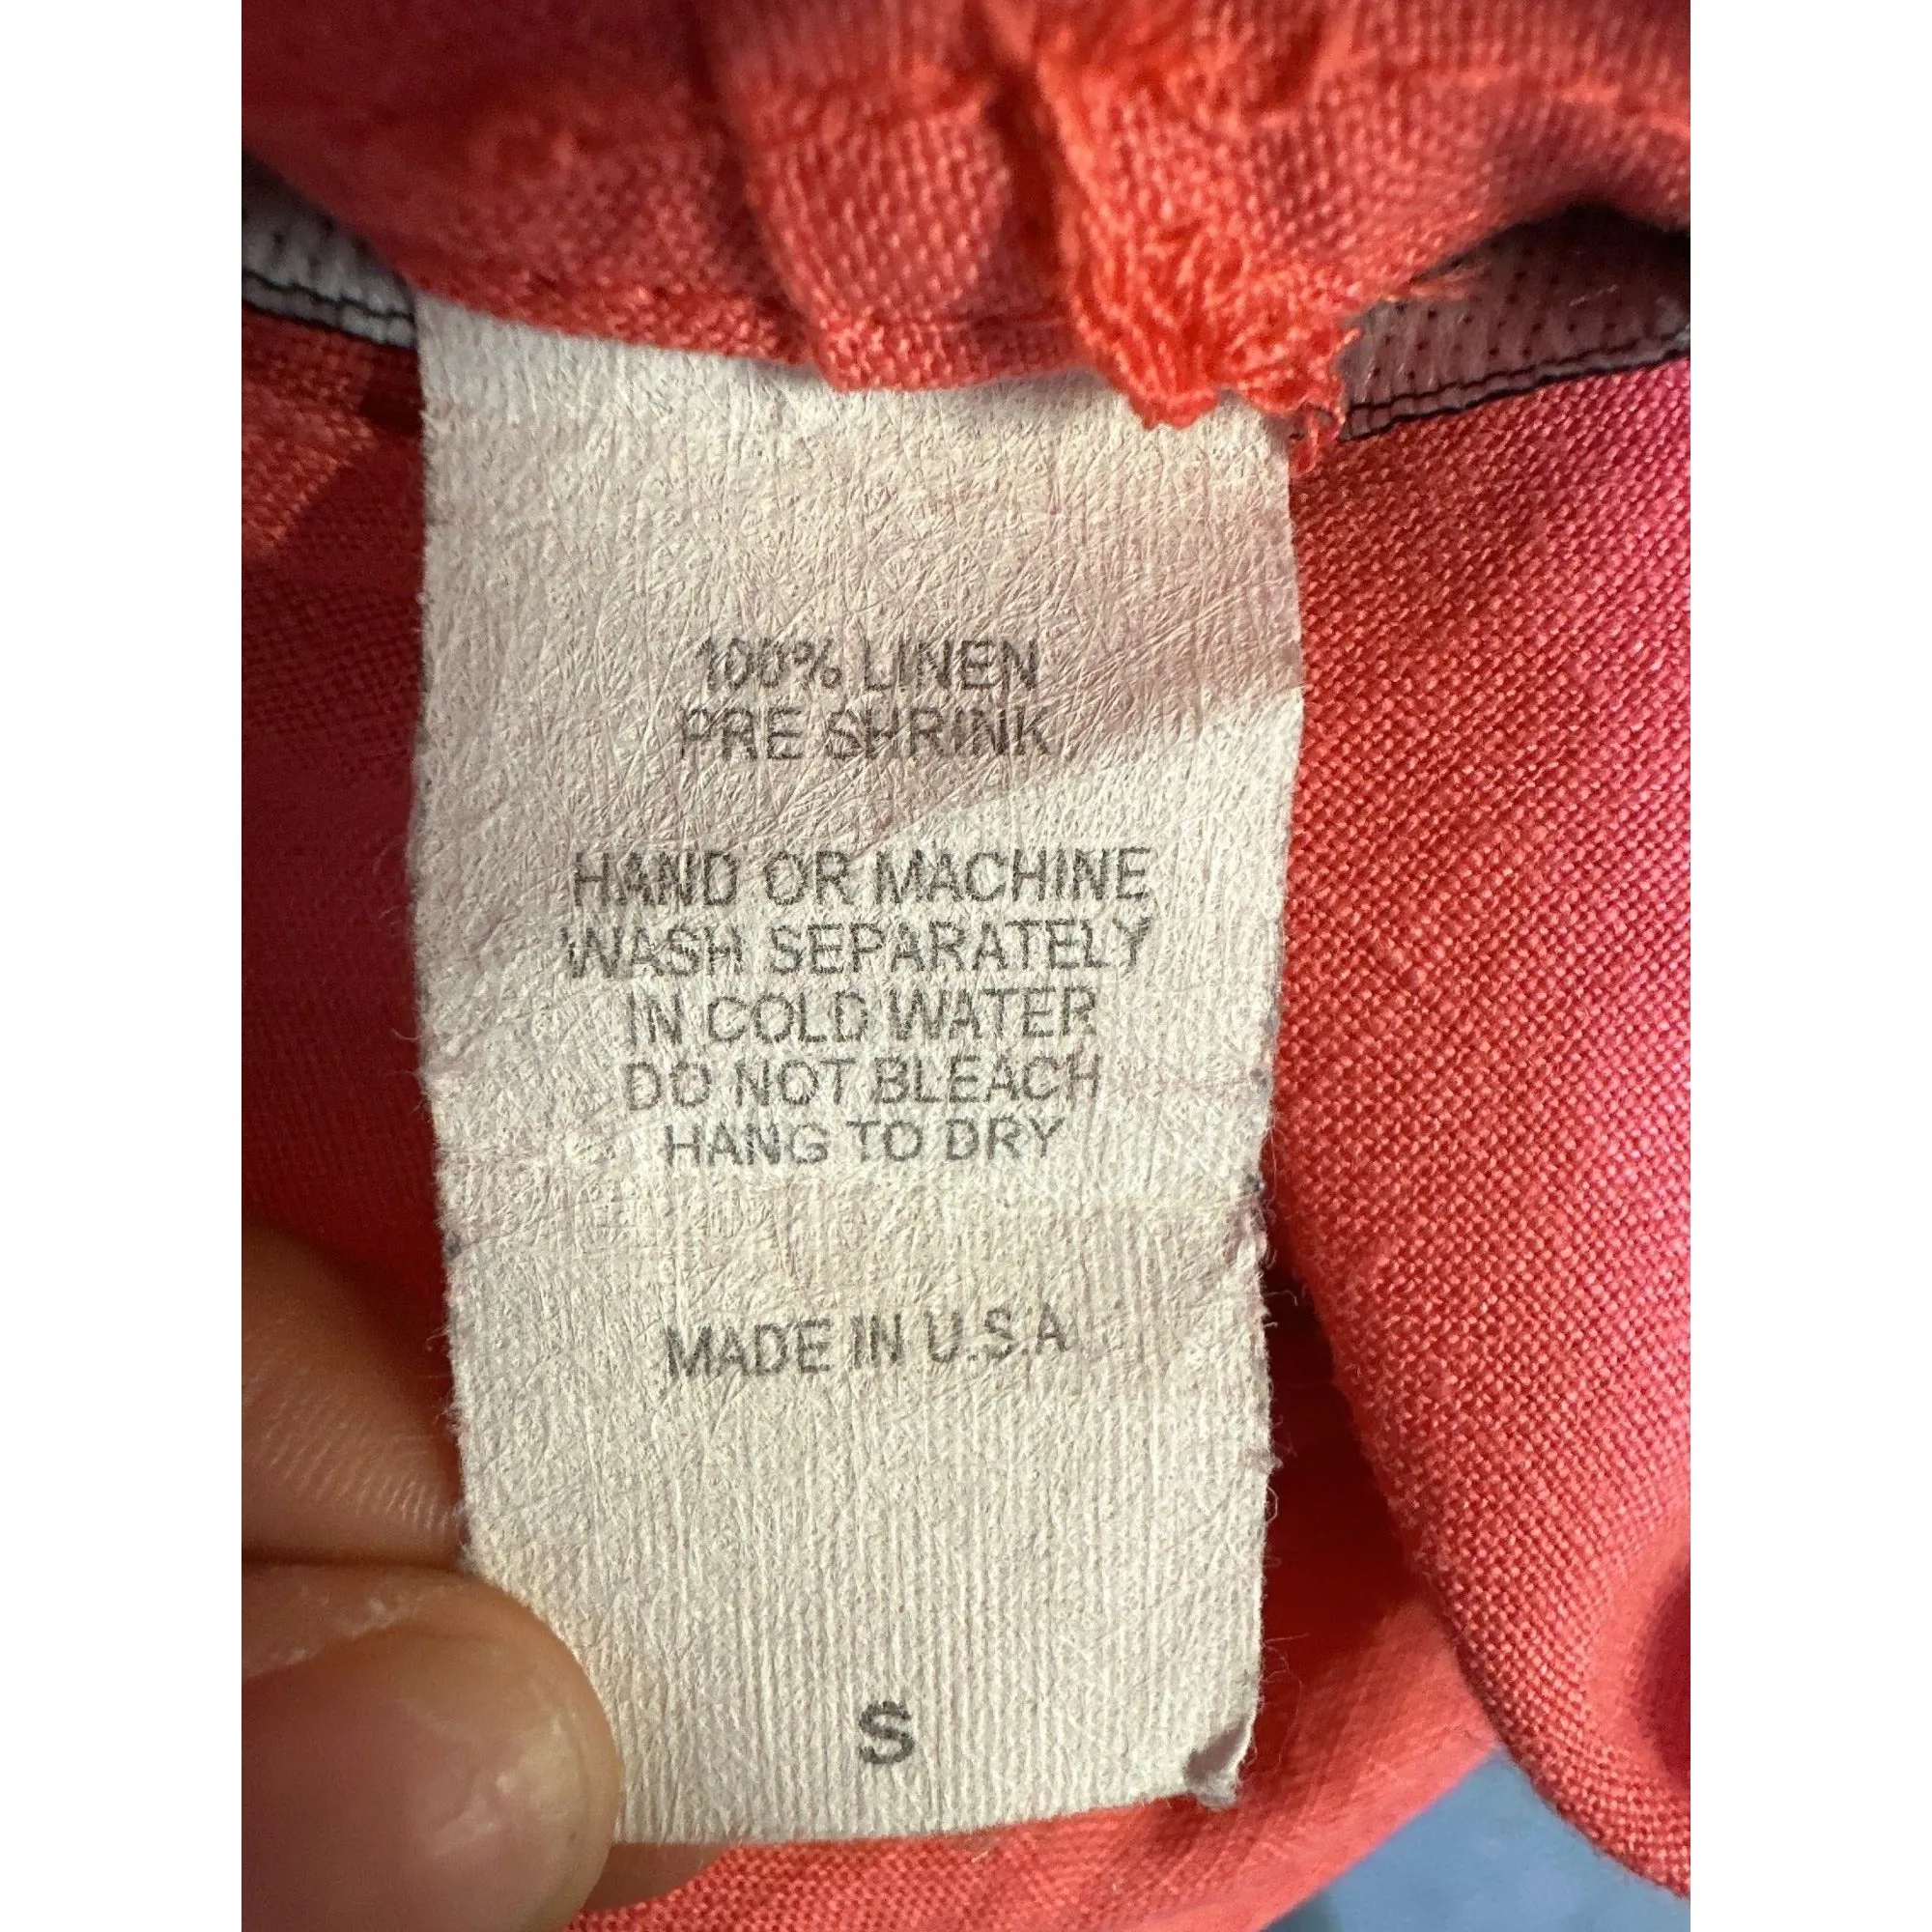 100% LINEN
PRE SHRINK
HAND OR MACHINE
WASH SEPARATELY
IN COLD WATER
DO NOT BLEACH
HANG TO DRY
MADE IN U.S.A
S